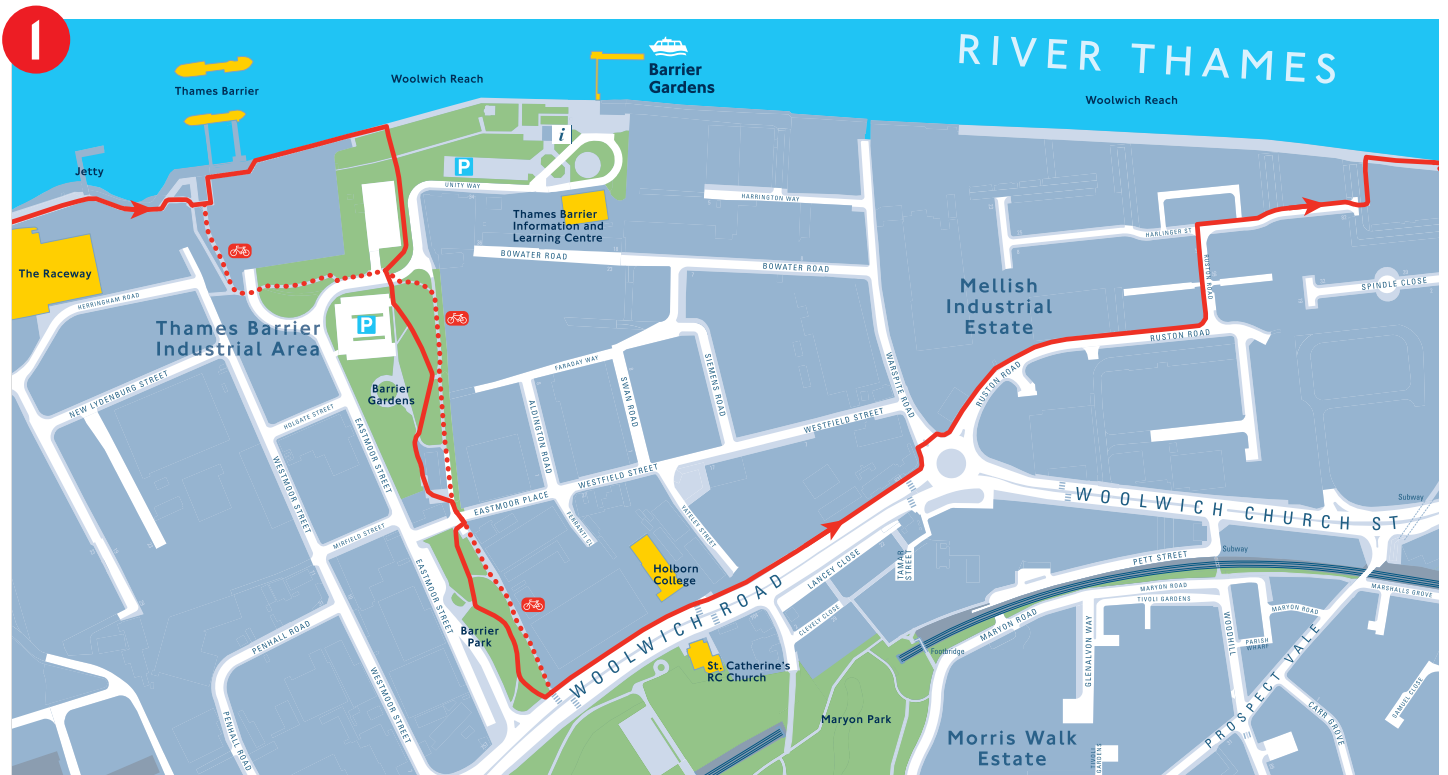 1
RIVER THAMES
Woolwich Reach
Barrier
Gardens
Woolwich Reach
Thames Barrier
Jetty
i
P
UNITY WAY
HARRINGTON WAY
Thames Barrier
Information and
Learning Centre
HARLINGER ST
BOWATER ROAD
BOWATER ROAD
The Raceway
RUSTON ROAD
SPINDLE CLOSE
HERRINGHAM ROAD
Mellish
Industrial
Estate
Thames Barrier
Industrial Area
P
RUSTON ROAD
FARADAY WAY
SIEMENS ROAD
WARSPITE ROAD
RUSTON ROAD
NEW LYDENBURG STREET
Barrier
Gardens
SWAN ROAD
ALDINGTON ROAD
HOLGATE STREET
WESTFIELD STREET
EASTMOOR STREET
WESTMOOR STREET
WESTFIELD STREET
EASTMOOR PLACE
WOOLWICH CHURCH ST
Subway
FERRANTI CL
YATELEY STREET
MIRFIELD STREET
Subway
PETT STREET
TAMAR
STREET
LANCEY CLOSE
Holborn
College
EASTMOOR STREET
MARYON ROAD
TIVOLI GARDENS
MARSHALLS GROVE
MARYON ROAD
WOOLWICH ROAD
CLEVELY CLOSE
MARYON ROAD
Barrier
Park
PENHALL ROAD
GLENALVON WAY
WOODHILL
PARISH
WHARF
Footbridge
St. Catherine's
RC Church
PROSPECT VALE
WESTMOOR STREET
SAMUEL CLOSE
CARR GROVE
PENHALL ROAD
Maryon Park
Morris Walk
Estate
TIVOLI
GARDENS